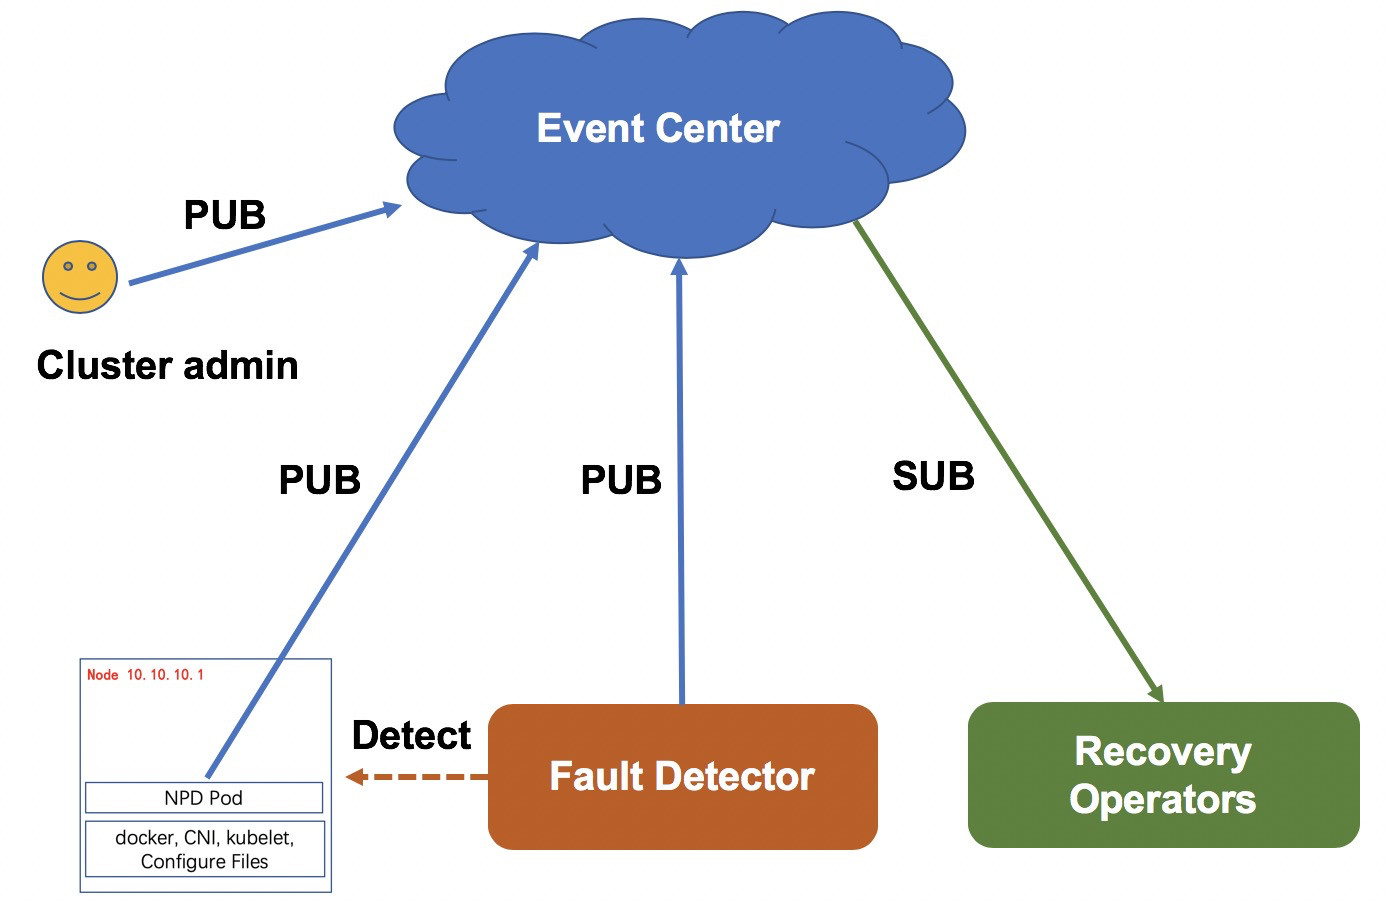 Event Center
PUB
Cluster admin
PUB
PUB
SUB
Node 10.10.10.1
NPD Pod
docker, CNI, kubelet,
Configure Files
Detect
Fault Detector
Recovery
Operators